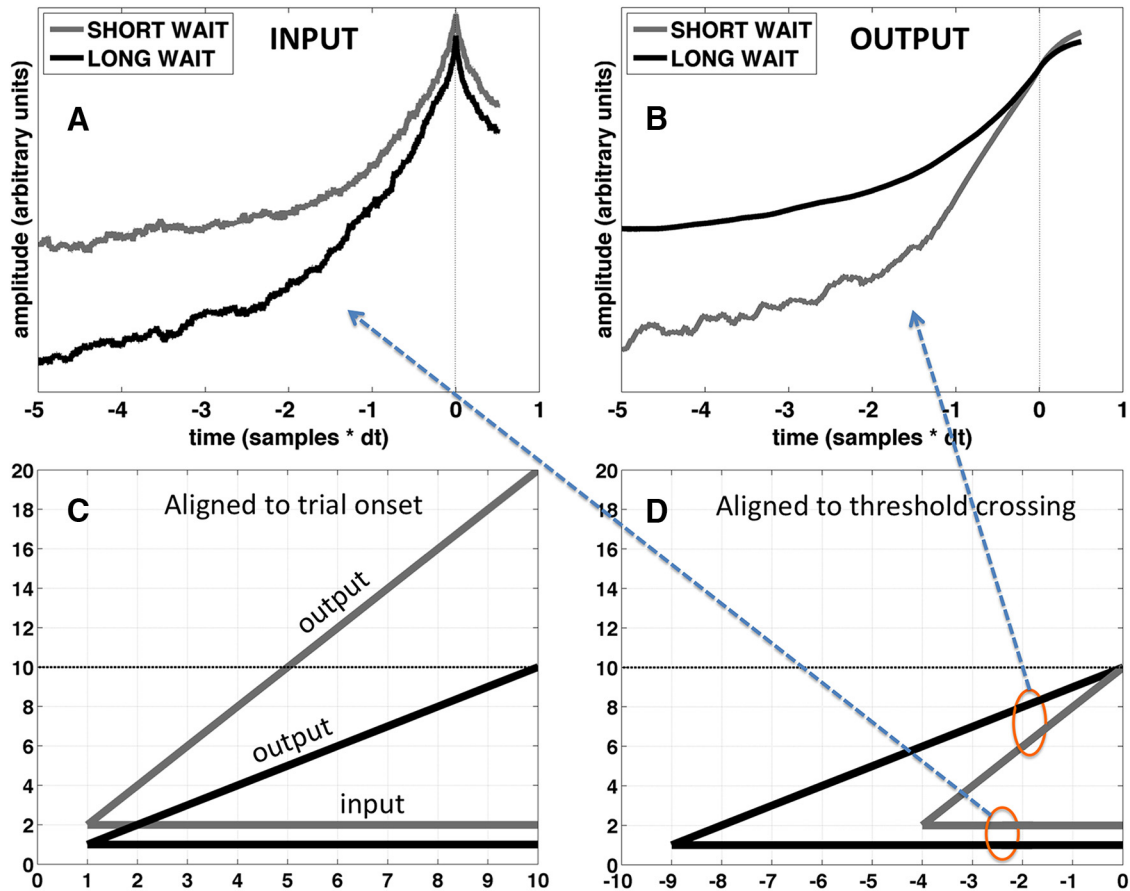 SHORT WAIT
LONG WAIT
INPUT
A
amplitude (arbitrary units)
-5 -4 -3 -2 -1 0 1
time (samples * dt)
SHORT WAIT
LONG WAIT
OUTPUT
B
amplitude (arbitrary units)
-5 -4 -3 -2 -1 0 1
time (samples * dt)
C
Aligned to trial onset
output
output
input
20
18
16
14
12
10
8
6
4
2
0
0 1 2 3 4 5 6 7 8 9 10
D
Aligned to threshold crossing
20
18
16
14
12
10
8
6
4
2
0
-10 -9 -8 -7 -6 -5 -4 -3 -2 -1 0